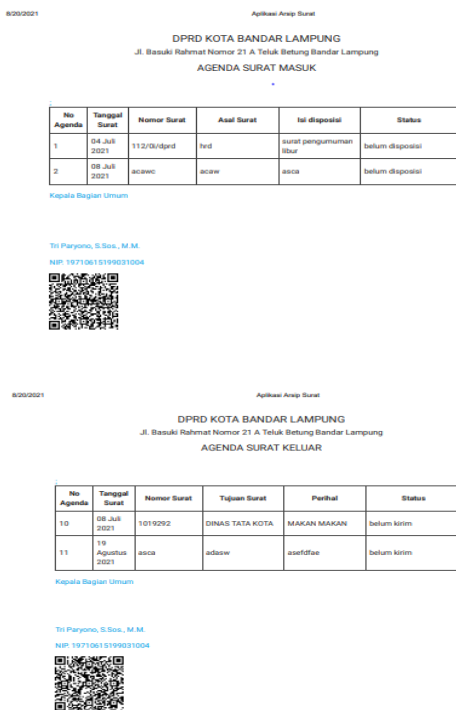 8/20/2021 Aplikasi Arsip Surat
DPRD KOTA BANDAR LAMPUNG
Jl. Basuki Rahmat Nomor 21 A Teluk Betung Bandar Lampung
AGENDA SURAT MASUK
No Agenda Tanggal Surat Nomor Surat Asal Surat Isi disposisi Status
1 04 Juli 2021 112/0i/dprd hrd surat pengumuman libur belum disposisi
2 08 Juli 2021 acawc acaw asca belum disposisi
Kepala Bagian Umum
Tri Paryono, S.Sos., M.M.
NIP. 19710615199031004
8/20/2021 Aplikasi Arsip Surat
DPRD KOTA BANDAR LAMPUNG
Jl. Basuki Rahmat Nomor 21 A Teluk Betung Bandar Lampung
AGENDA SURAT KELUAR
No Agenda Tanggal Surat Nomor Surat Tujuan Surat Perihal Status
10 08 Juli 2021 1019292 DINAS TATA KOTA MAKAN MAKAN belum kirim
11 19 Agustus 2021 asca adasw asefdfae belum kirim
Kepala Bagian Umum
Tri Paryono, S.Sos., M.M.
NIP. 19710615199031004